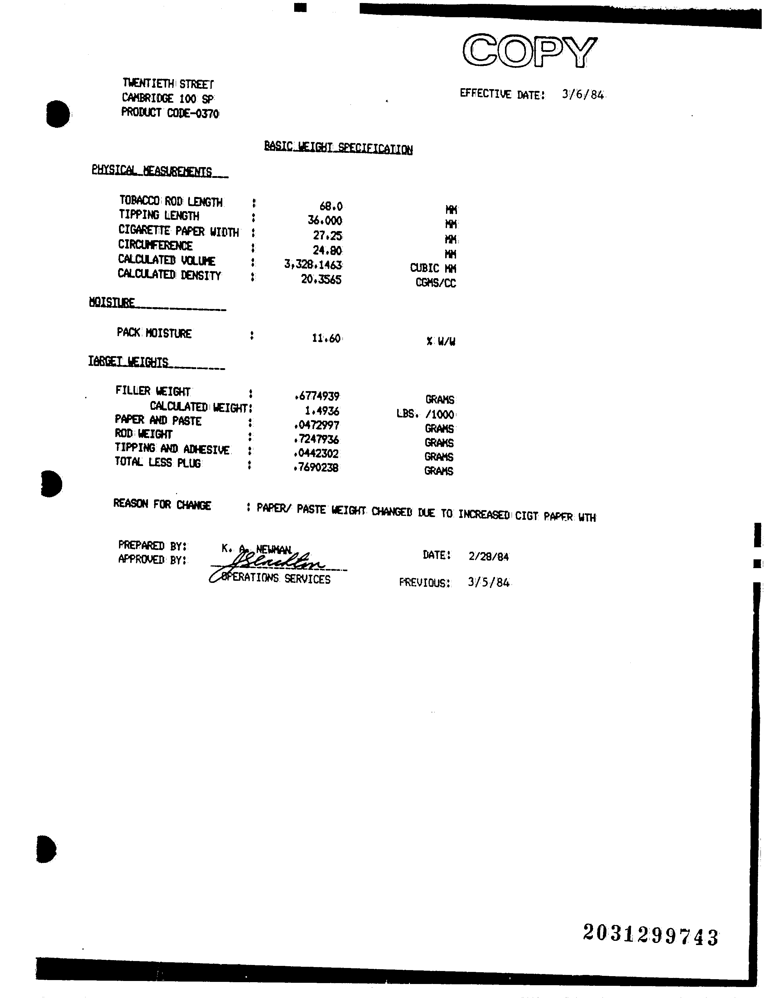 COPY
TWENTIETH STREET
CAMBRIDGE 100 SP
PRODUCT CODE-0370
EFFECTIVE DATE: 3/6/84
BASIC WEIGHT SPECIFICATION
PHYSICAL MEASUREMENTS
TOBACCO ROD LENGTH : 68.0 MM
TIPPING LENGTH : 36.000 MM
CIGARETTE PAPER WIDTH : 27.25 MM
CIRCUMFERENCE : 24.80 MM
CALCULATED VOLUME : 3,328.1463 CUBIC MM
CALCULATED DENSITY : 20.3565 CGMS/CC
MOISTURE
PACK MOISTURE : 11.60 % W/W
TARGET WEIGHTS
FILLER WEIGHT : .6774939 GRAMS
CALCULATED WEIGHT: 1.4936 LBS. /1000
PAPER AND PASTE : .0472997 GRAMS
ROD WEIGHT : .7247936 GRAMS
TIPPING AND ADHESIVE : .0442302 GRAMS
TOTAL LESS PLUG : .7690238 GRAMS
REASON FOR CHANGE : PAPER/ PASTE WEIGHT CHANGED DUE TO INCREASED CIGT PAPER WTH
PREPARED BY: K. A. NEWMAN DATE: 2/28/84
APPROVED BY:
OPERATIONS SERVICES PREVIOUS: 3/5/84
2031299743